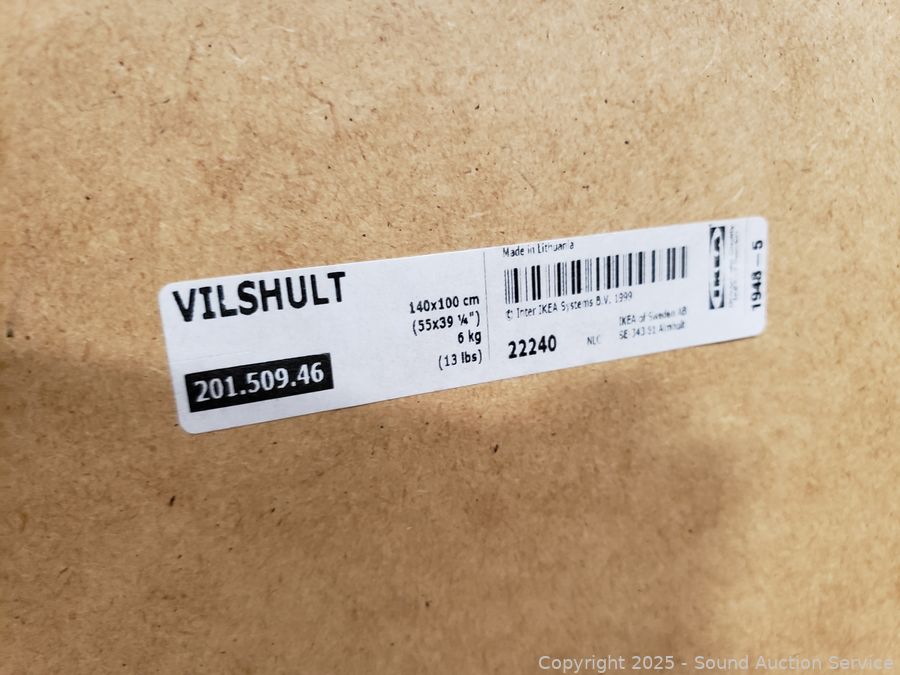 VILSHULT
201.509.46
140x100 cm
(55x39 ¼")
6 kg
(13 lbs)
Made in Lithuania
© Inter IKEA Systems B.V. 1999
22240
NLC
IKEA of Sweden AB
SE-343 81 Älmhult
IKEA
1948-5
Copyright 2025 - Sound Auction Service